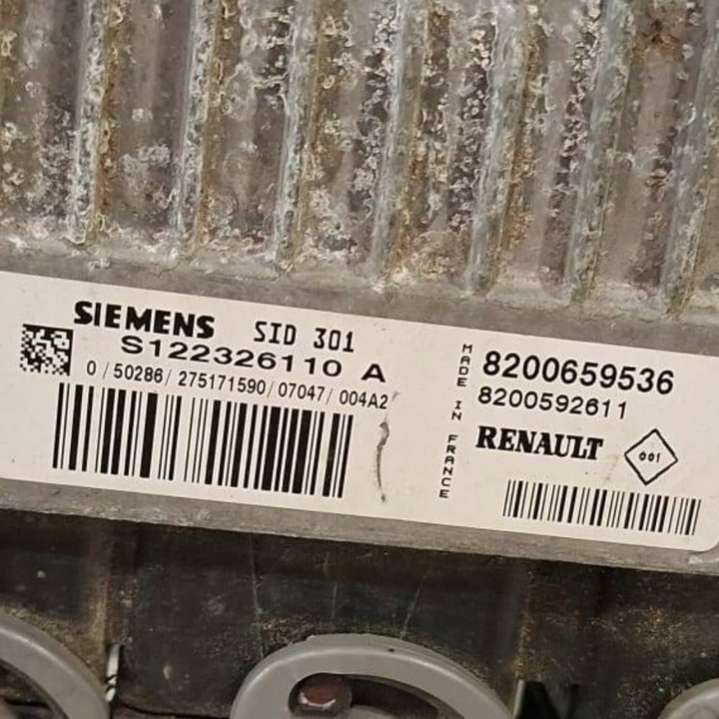 SIEMENS SID 301
S122326110 A
0/50286/275171590/07047/004A2
MADE IN FRANCE
8200659536
8200592611
RENAULT 001